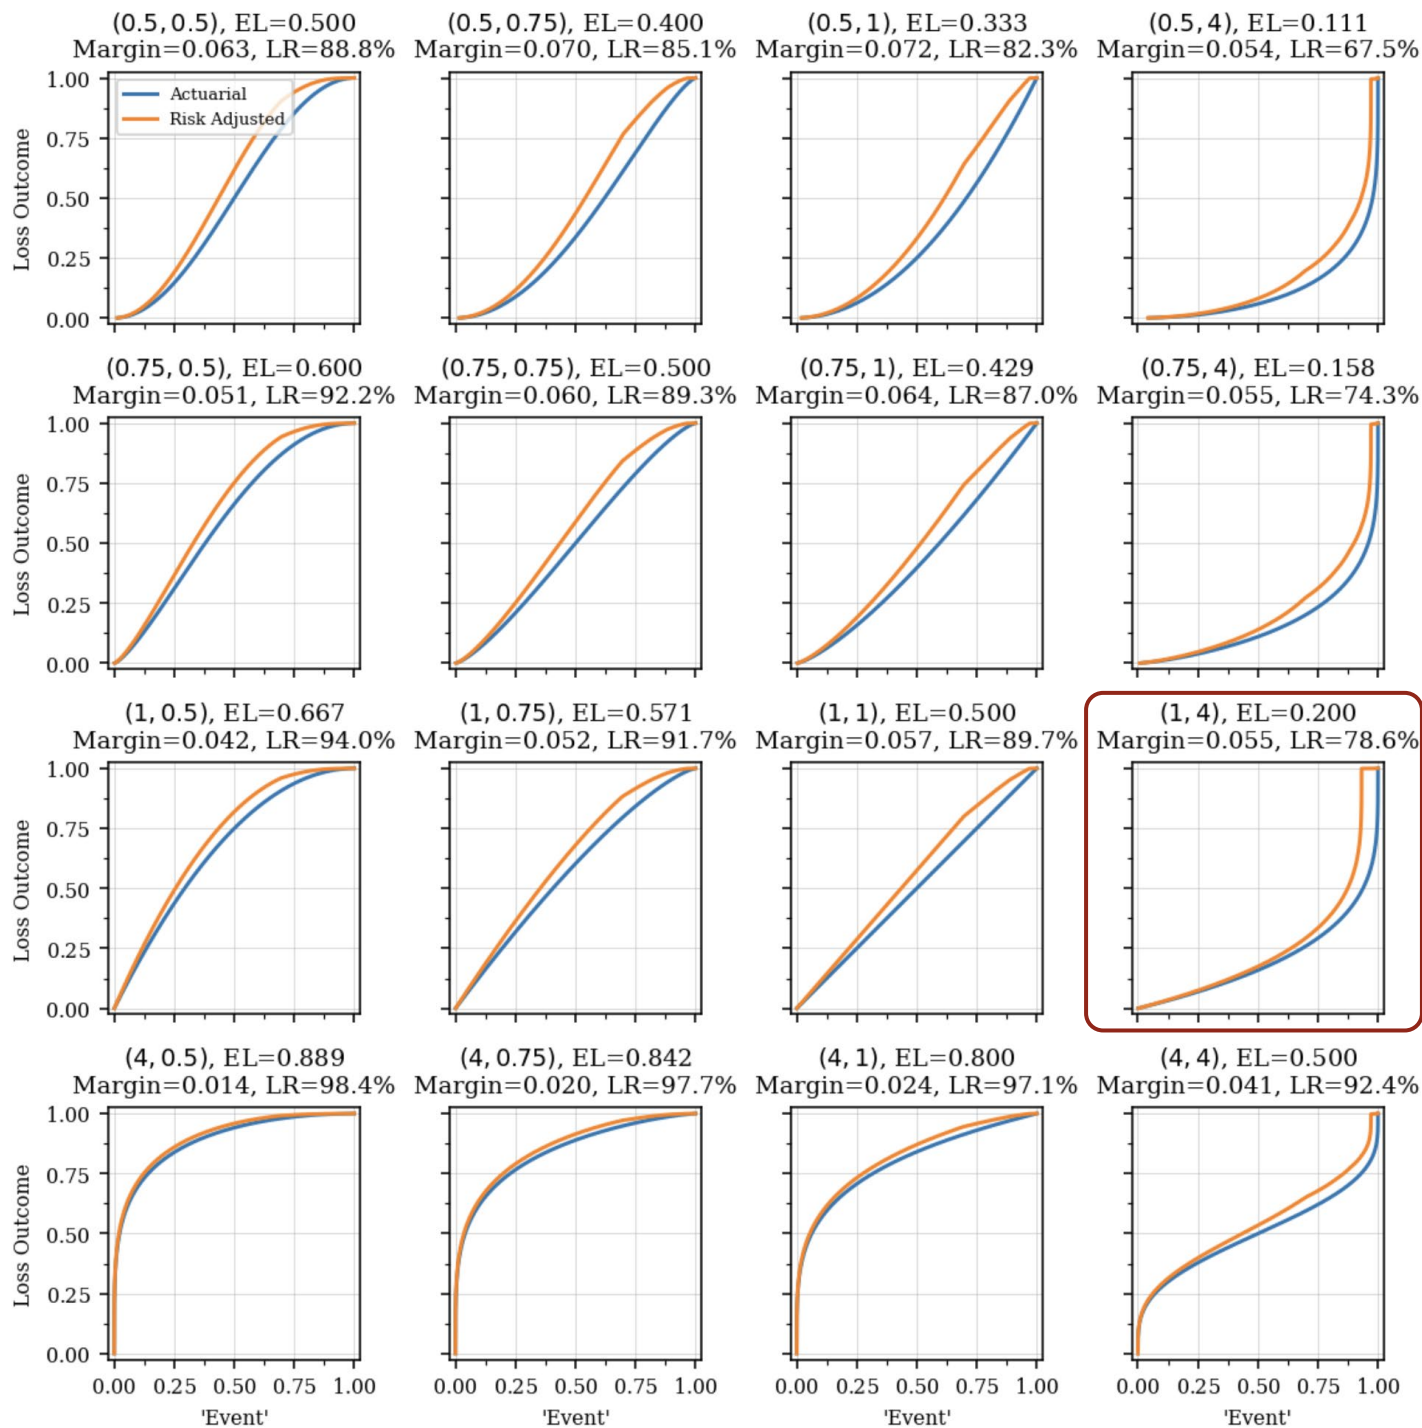 (0.5, 0.5), EL=0.500
Margin=0.063, LR=88.8%
(0.5, 0.75), EL=0.400
Margin=0.070, LR=85.1%
(0.5, 1), EL=0.333
Margin=0.072, LR=82.3%
(0.5, 4), EL=0.111
Margin=0.054, LR=67.5%
Loss Outcome
1.00
0.75
0.50
0.25
0.00
Actuarial
Risk Adjusted
(0.75, 0.5), EL=0.600
Margin=0.051, LR=92.2%
(0.75, 0.75), EL=0.500
Margin=0.060, LR=89.3%
(0.75, 1), EL=0.429
Margin=0.064, LR=87.0%
(0.75, 4), EL=0.158
Margin=0.055, LR=74.3%
Loss Outcome
1.00
0.75
0.50
0.25
0.00
(1, 0.5), EL=0.667
Margin=0.042, LR=94.0%
(1, 0.75), EL=0.571
Margin=0.052, LR=91.7%
(1, 1), EL=0.500
Margin=0.057, LR=89.7%
(1, 4), EL=0.200
Margin=0.055, LR=78.6%
Loss Outcome
1.00
0.75
0.50
0.25
0.00
(4, 0.5), EL=0.889
Margin=0.014, LR=98.4%
(4, 0.75), EL=0.842
Margin=0.020, LR=97.7%
(4, 1), EL=0.800
Margin=0.024, LR=97.1%
(4, 4), EL=0.500
Margin=0.041, LR=92.4%
Loss Outcome
1.00
0.75
0.50
0.25
0.00
0.00 0.25 0.50 0.75 1.00
'Event'
0.00 0.25 0.50 0.75 1.00
'Event'
0.00 0.25 0.50 0.75 1.00
'Event'
0.00 0.25 0.50 0.75 1.00
'Event'